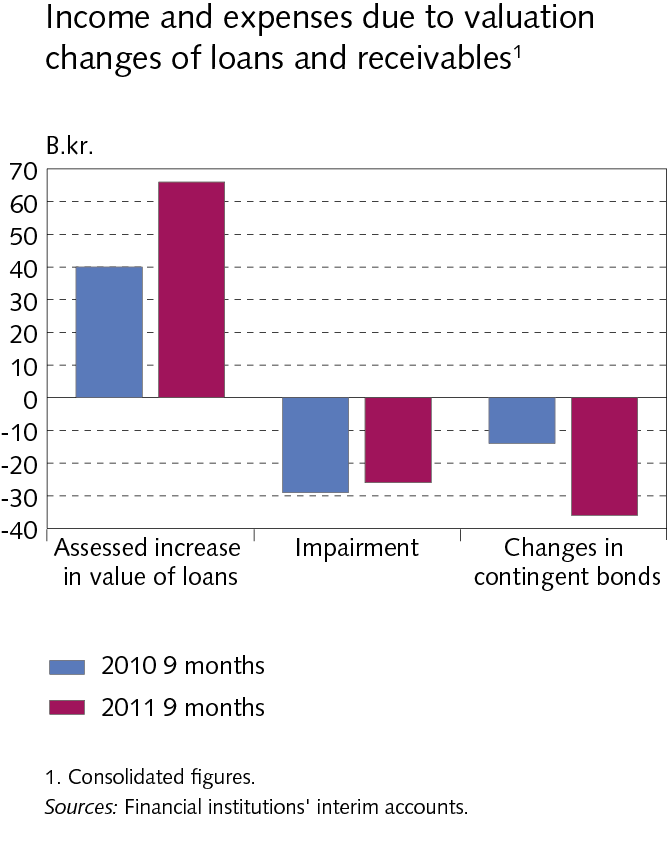 Income and expenses due to valuation
changes of loans and receivables¹
B.kr.
70
60
50
40
30
20
10
0
-10
-20
-30
-40
Assessed increase
in value of loans
Impairment
Changes in
contingent bonds
2010 9 months
2011 9 months
1. Consolidated figures.
Sources: Financial institutions' interim accounts.